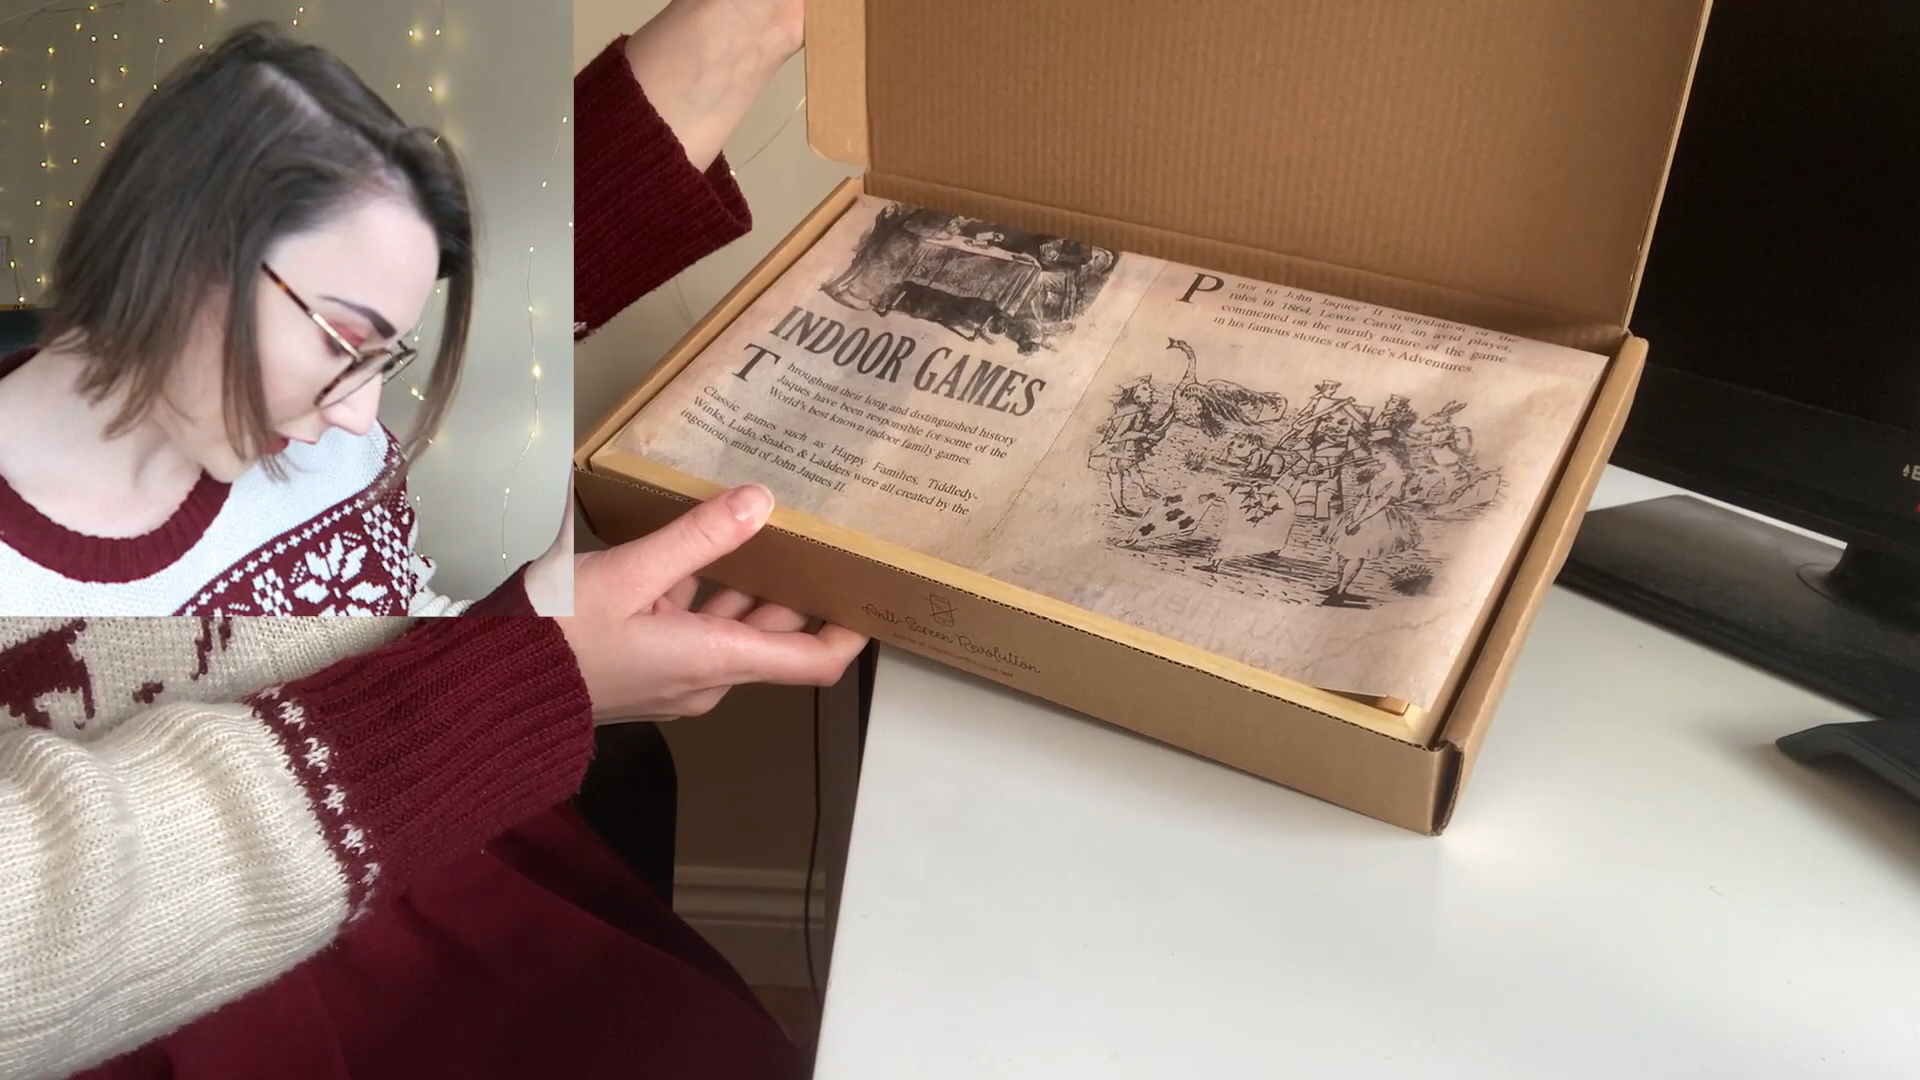 INDOOR GAMES
Throughout their long and distinguished history
Jaques have been responsible for some of the
World's best known indoor family games.
Classic games such as Happy Families, Tiddledy-
Winks, Ludo, Snakes & Ladders were all created by the
ingenious mind of John Jaques II.
Prior to John Jaques' II compilation of the
rules in 1864, Lewis Caroll, an avid player,
commented on the unruly nature of the game
in his famous stories of Alice's Adventures.
Anti-Screen Revolution